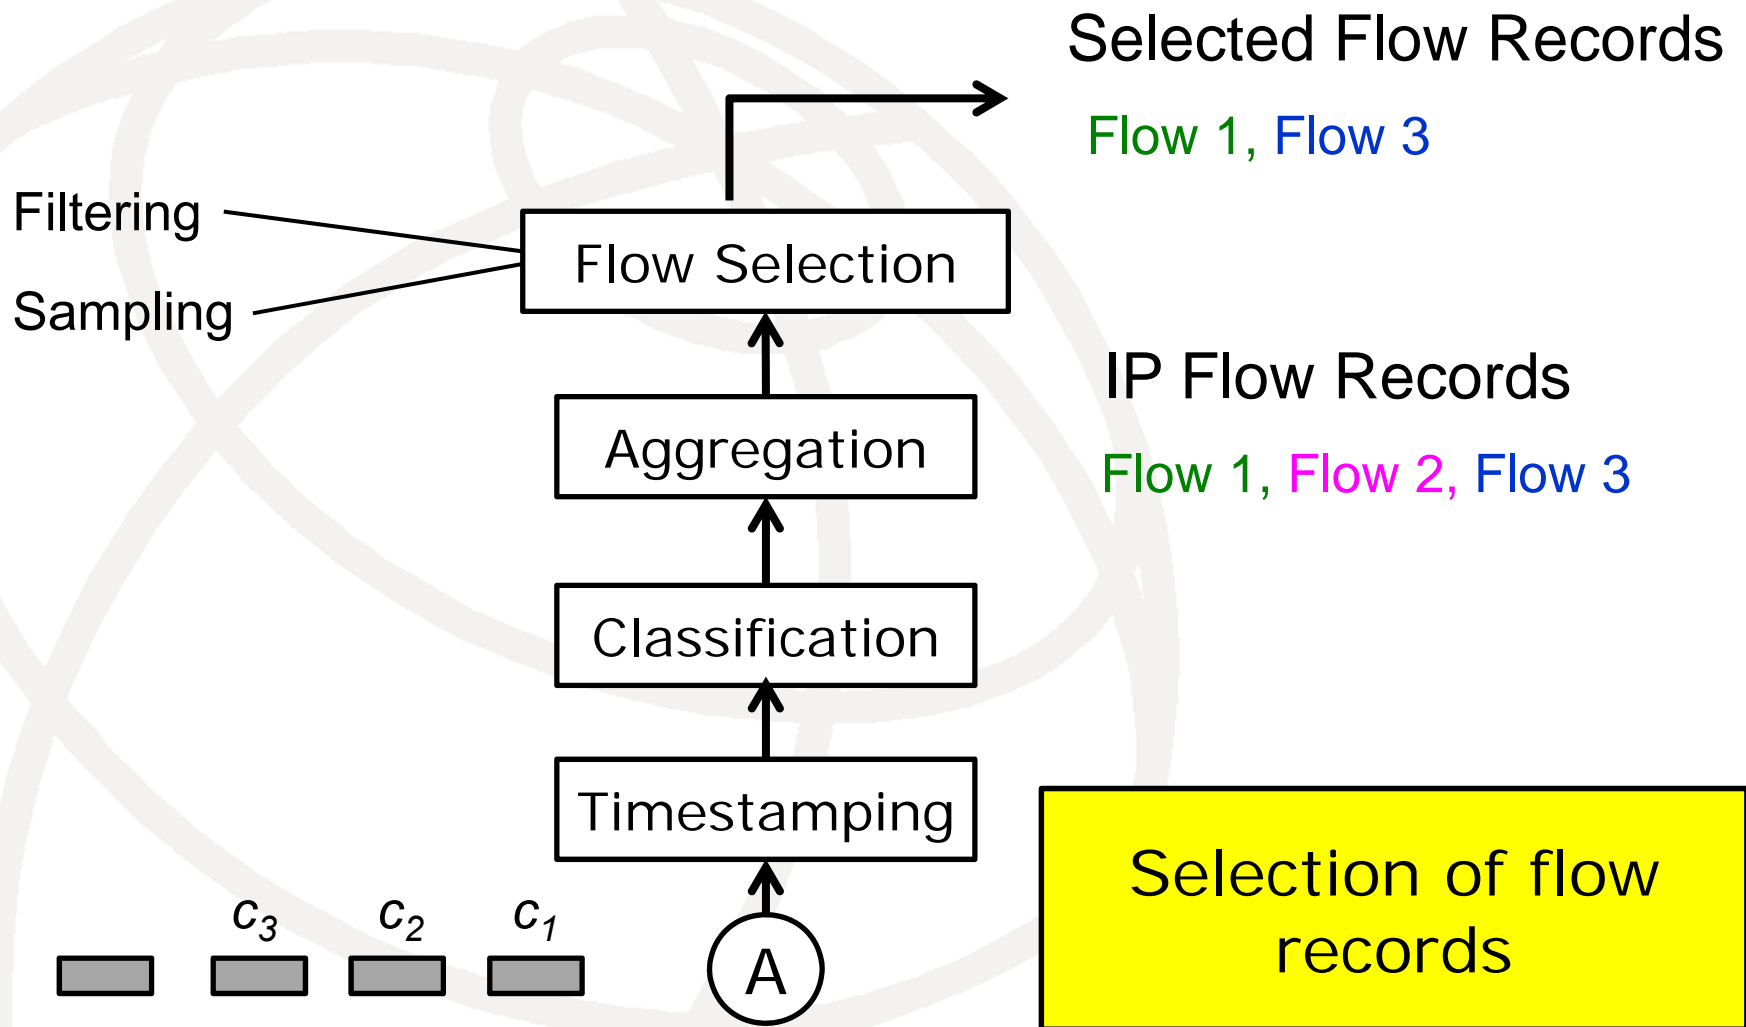 Selected Flow Records
Flow 1, Flow 3
Filtering
Flow Selection
Sampling
IP Flow Records
Aggregation
Flow 1, Flow 2, Flow 3
Classification
Timestamping
Selection of flow
records
c3 c2 c1
A